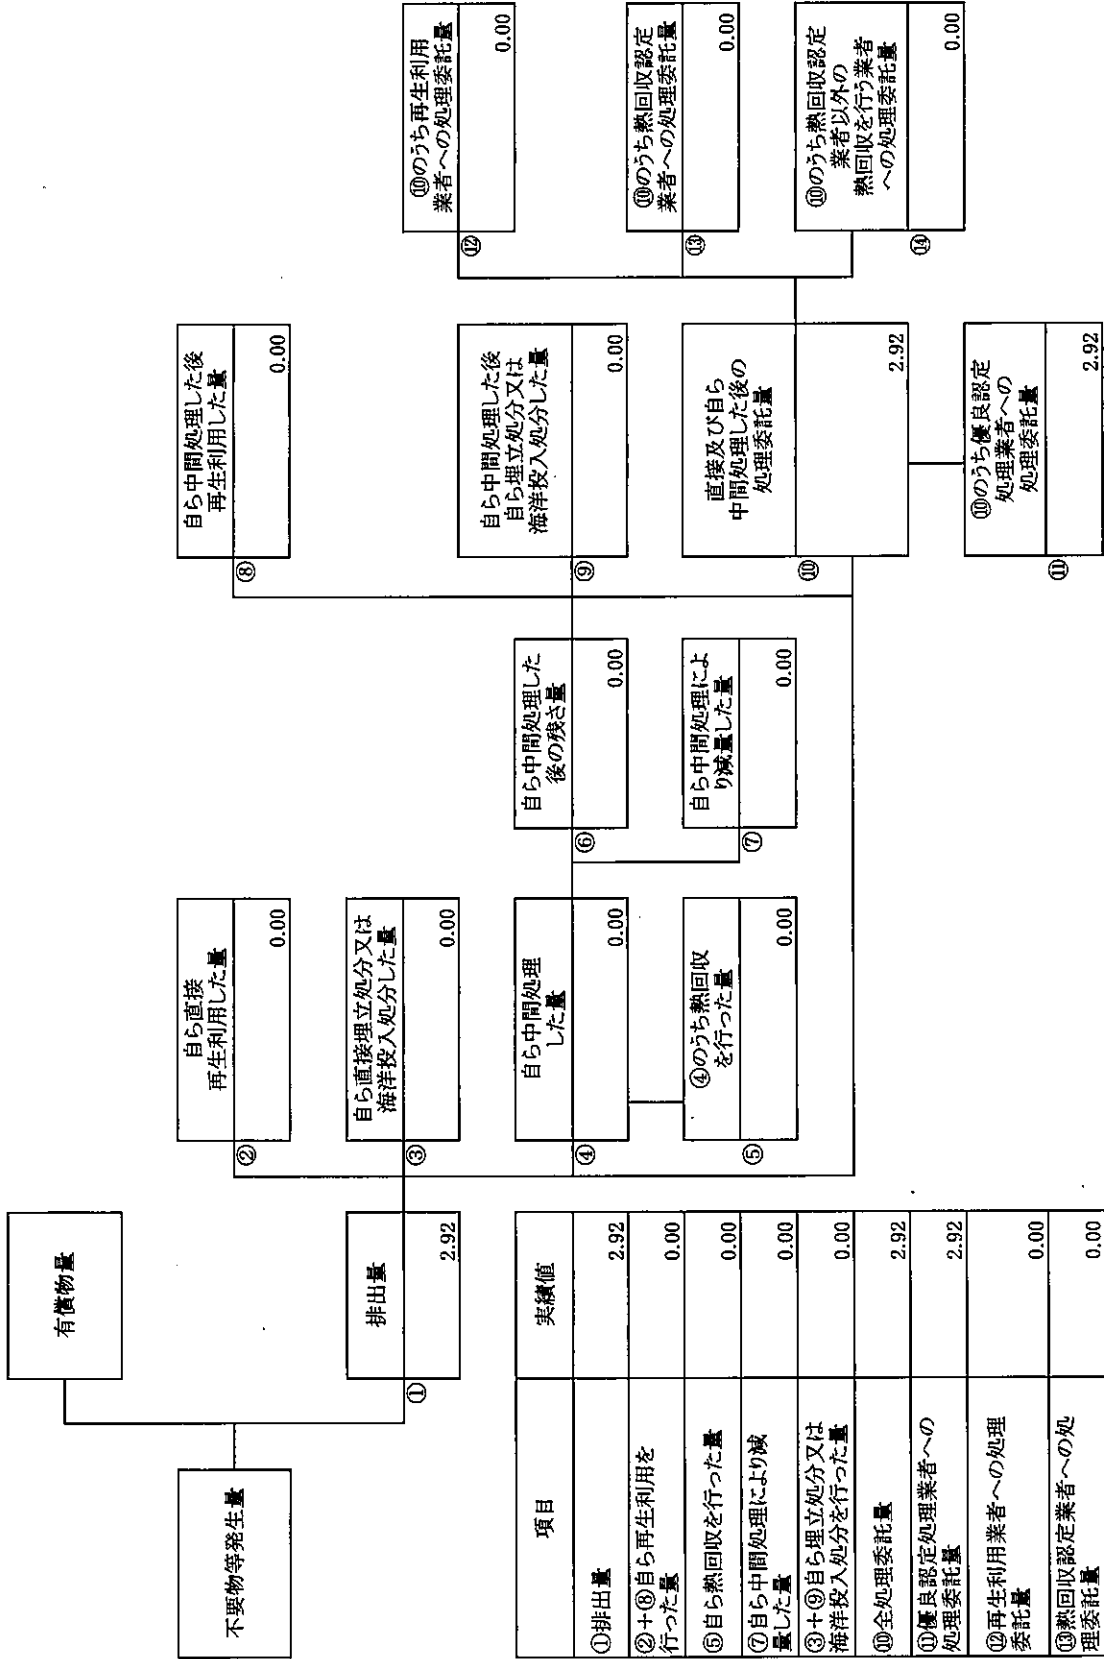 不要物等発生量
有償物量
①
排出量
2.92
②
自ら直接
再生利用した量
0.00
③
自ら直接埋立処分又は
海洋投入処分した量
0.00
④
自ら中間処理
した量
0.00
⑤
④のうち熱回収
を行った量
0.00
⑥
自ら中間処理した
後の残さ量
0.00
⑦
自ら中間処理によ
り減量した量
0.00
⑧
自ら中間処理した後
再生利用した量
0.00
⑨
自ら中間処理した後
自ら埋立処分又は
海洋投入処分した量
0.00
⑩
直接及び自ら
中間処理した後の
処理委託量
2.92
⑪
⑩のうち優良認定
処理業者への
処理委託量
2.92
⑫
⑩のうち再生利用
業者への処理委託量
0.00
⑬
⑩のうち熱回収認定
業者への処理委託量
0.00
⑭
⑩のうち熱回収認定
業者以外の
熱回収を行う業者
への処理委託量
0.00
項目 実績値
①排出量 2.92
②+⑧自ら再生利用を
行った量 0.00
⑤自ら熱回収を行った量 0.00
⑦自ら中間処理により減
量した量 0.00
③+⑨自ら埋立処分又は
海洋投入処分を行った量 0.00
⑩全処理委託量 2.92
⑪優良認定処理業者への
処理委託量 2.92
⑫再生利用業者への処理
委託量 0.00
⑬熱回収認定業者への処
理委託量 0.00